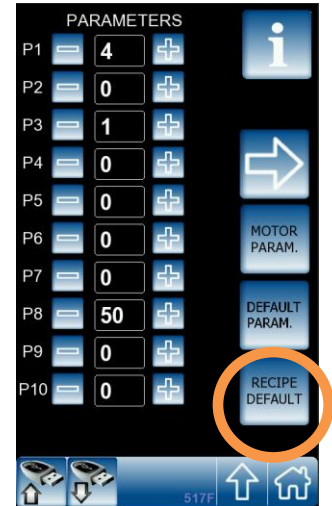 PARAMETERS
P1 4
P2 0
P3 1
P4 0
P5 0
P6 0
MOTOR
PARAM.
P7 0
P8 50
DEFAULT
PARAM.
P9 0
P10 0
RECIPE
DEFAULT
517F